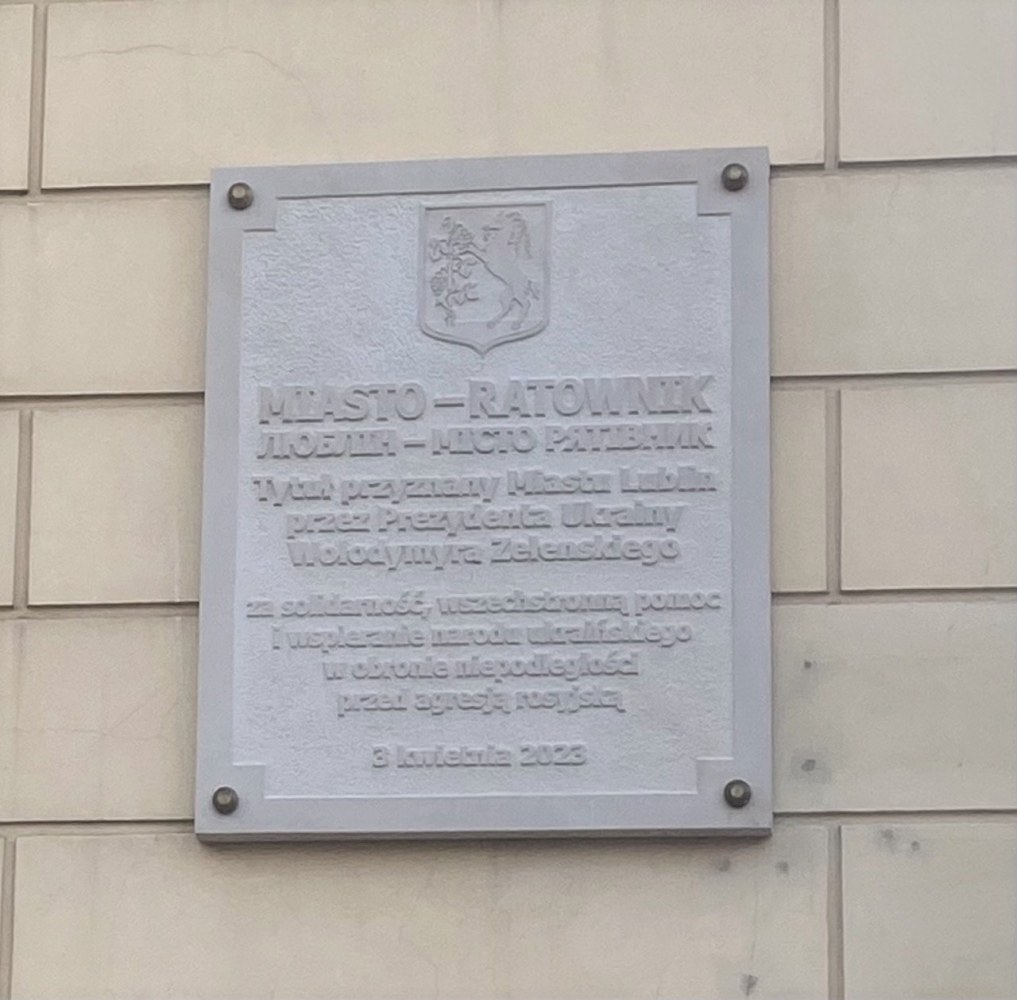 MIASTO – RATOWNIK
ЛЮБЛІН – МІСТО РЯТІВНИК
Tytuł przyznany Miastu Lublin
przez Prezydenta Ukrainy
Wołodymyra Zełenskiego
za solidarność, wszechstronną pomoc
i wspieranie narodu ukraińskiego
w obronie niepodległości
przed agresją rosyjską
3 kwietnia 2023